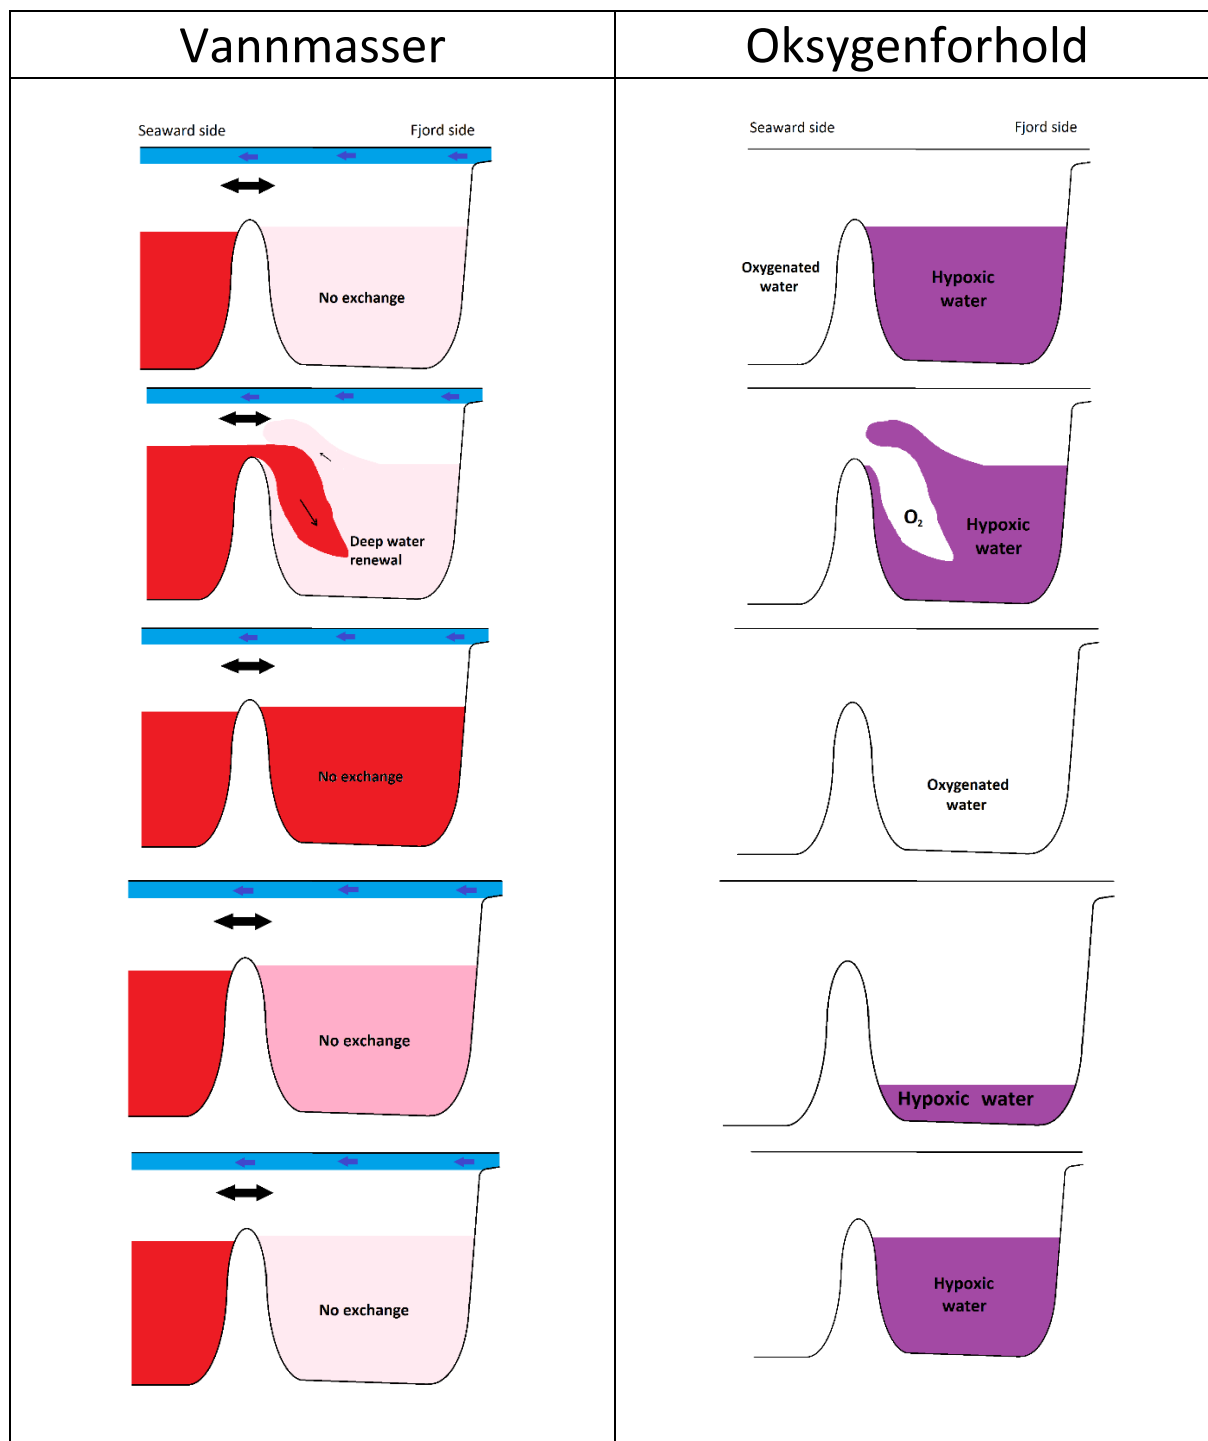 Vannmasser
Oksygenforhold
Seaward side
Fjord side
Seaward side
Fjord side
No exchange
Oxygenated
water
Hypoxic
water
Deep water
renewal
O₂
Hypoxic
water
No exchange
Oxygenated
water
No exchange
Hypoxic water
No exchange
Hypoxic
water